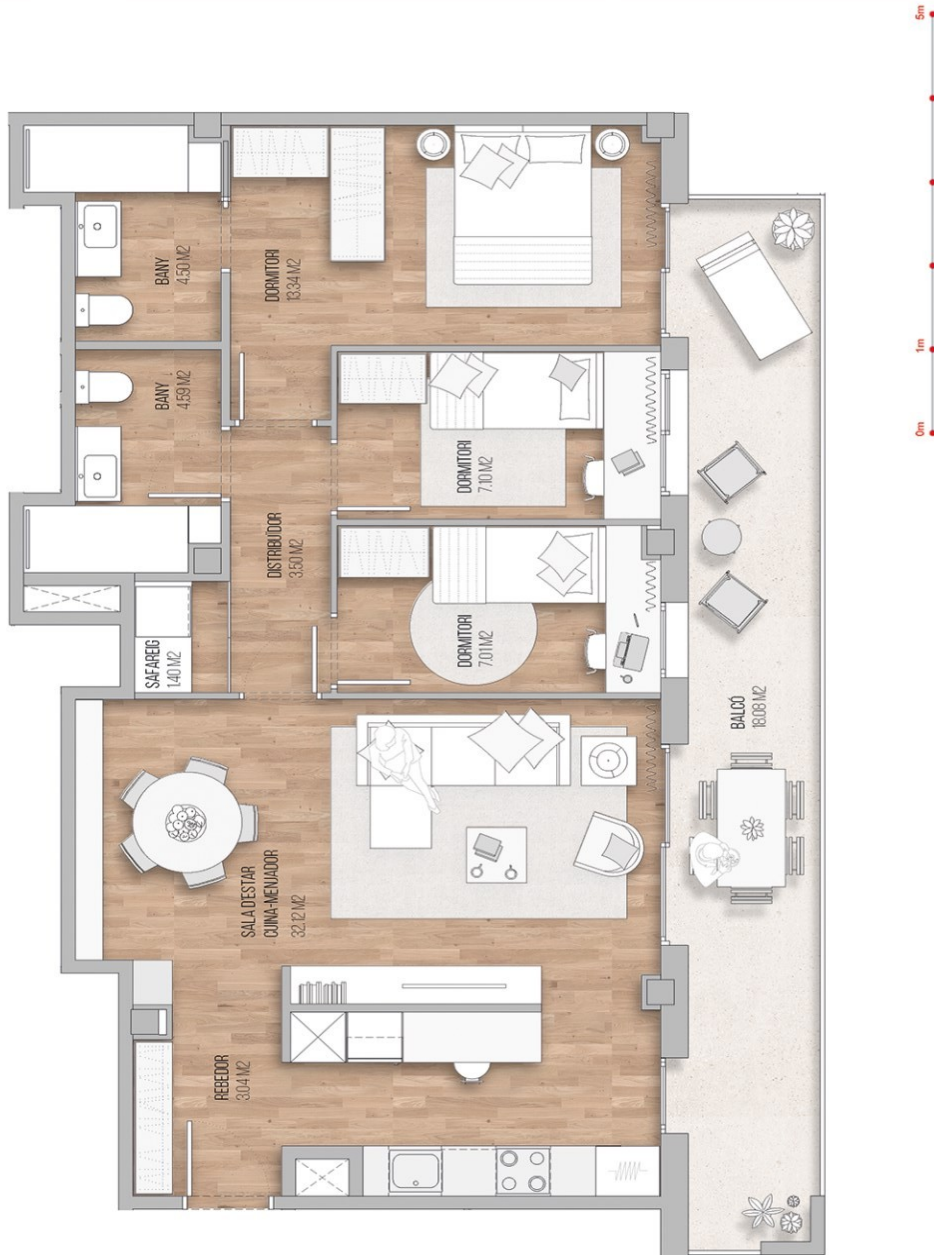 5m
1m
0m
BANY
4.50 M2
DORMITORI
13.34 M2
BANY
4.59 M2
DORMITORI
7.10 M2
DISTRIBUÏDOR
3.50 M2
SAFAREIG
1.40 M2
DORMITORI
7.01 M2
BALCÓ
18.08 M2
SALA D'ESTAR
CUINA-MENJADOR
32.12 M2
REBEDOR
3.04 M2